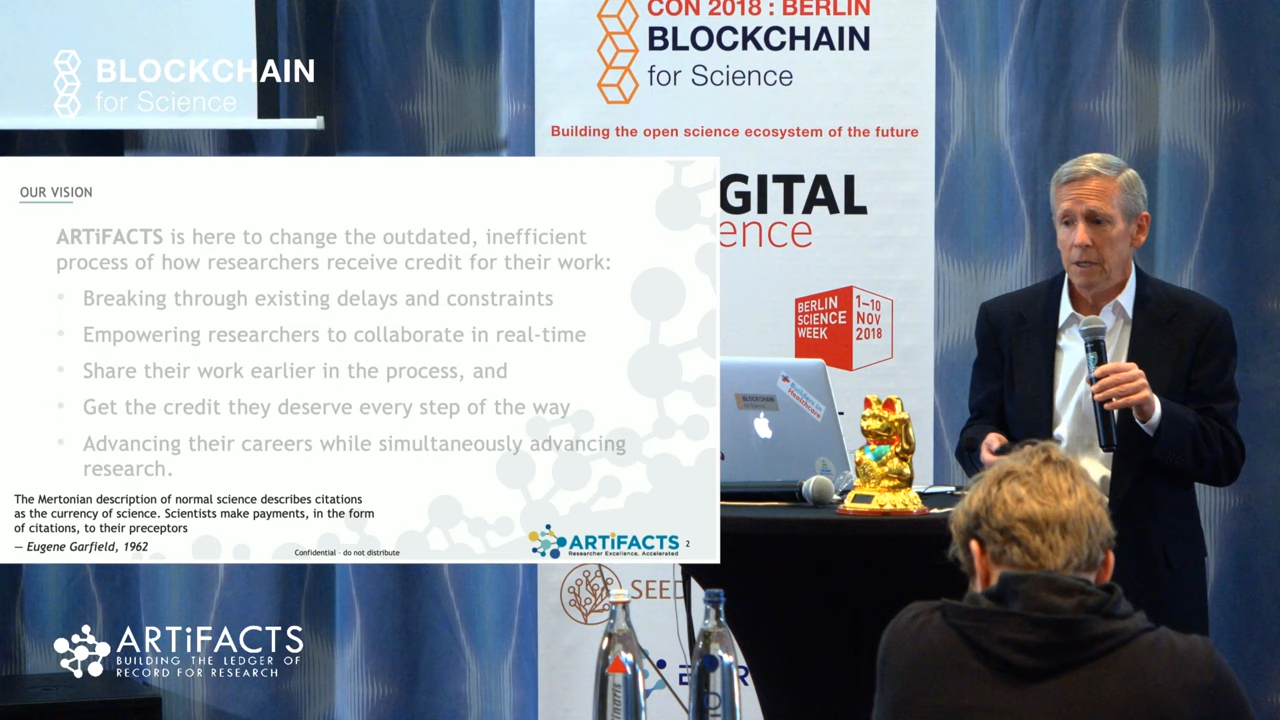 BLOCKCHAIN
for Science
CON 2018 : BERLIN
BLOCKCHAIN
for Science
Building the open science ecosystem of the future
GITAL
ence
BERLIN
SCIENCE
WEEK
1–10
NOV
2018
OUR VISION
ARTiFACTS is here to change the outdated, inefficient
process of how researchers receive credit for their work:
• Breaking through existing delays and constraints
• Empowering researchers to collaborate in real-time
• Share their work earlier in the process, and
• Get the credit they deserve every step of the way
• Advancing their careers while simultaneously advancing
research.
The Mertonian description of normal science describes citations
as the currency of science. Scientists make payments, in the form
of citations, to their preceptors
— Eugene Garfield, 1962
Confidential - do not distribute
ARTiFACTS
Researcher Excellence, Accelerated
2
BLOCKCHAIN
Healthcare
SEED
ARTiFACTS
BUILDING THE LEDGER OF
RECORD FOR RESEARCH